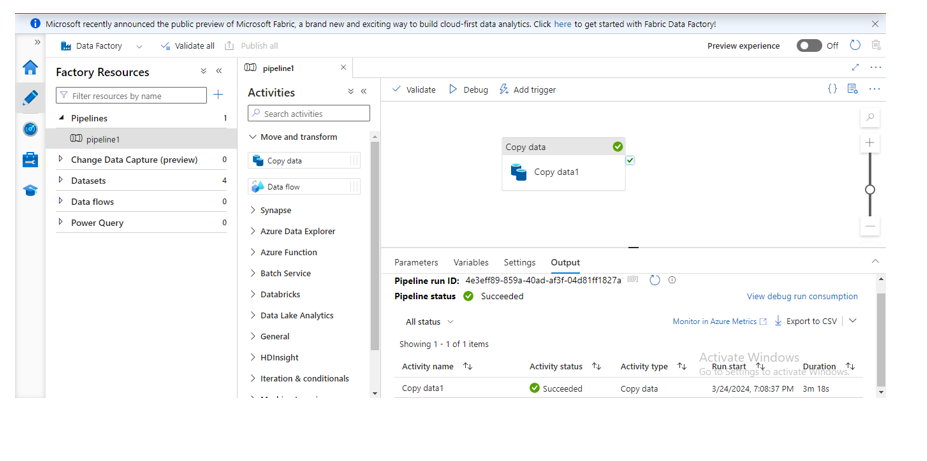 Microsoft recently announced the public preview of Microsoft Fabric, a brand new and exciting way to build cloud-first data analytics. Click here to get started with Fabric Data Factory!
Data Factory
Validate all
Publish all
Preview experience
Off
Factory Resources
Filter resources by name
Pipelines 1
pipeline1
Change Data Capture (preview) 0
Datasets 4
Data flows 0
Power Query 0
pipeline1
Activities
Search activities
Move and transform
Copy data
Data flow
Synapse
Azure Data Explorer
Azure Function
Batch Service
Databricks
Data Lake Analytics
General
HDInsight
Iteration & conditionals
Validate Debug Add trigger
Copy data
Copy data1
Parameters Variables Settings Output
Pipeline run ID: 4e3eff89-859a-40ad-af3f-04d81ff1827a
Pipeline status Succeeded
View debug run consumption
All status
Monitor in Azure Metrics Export to CSV
Showing 1 - 1 of 1 items
Activate Windows
Go to Settings to activate Windows.
Activity name Activity status Activity type Run start Duration
Copy data1 Succeeded Copy data 3/24/2024, 7:08:37 PM 3m 18s